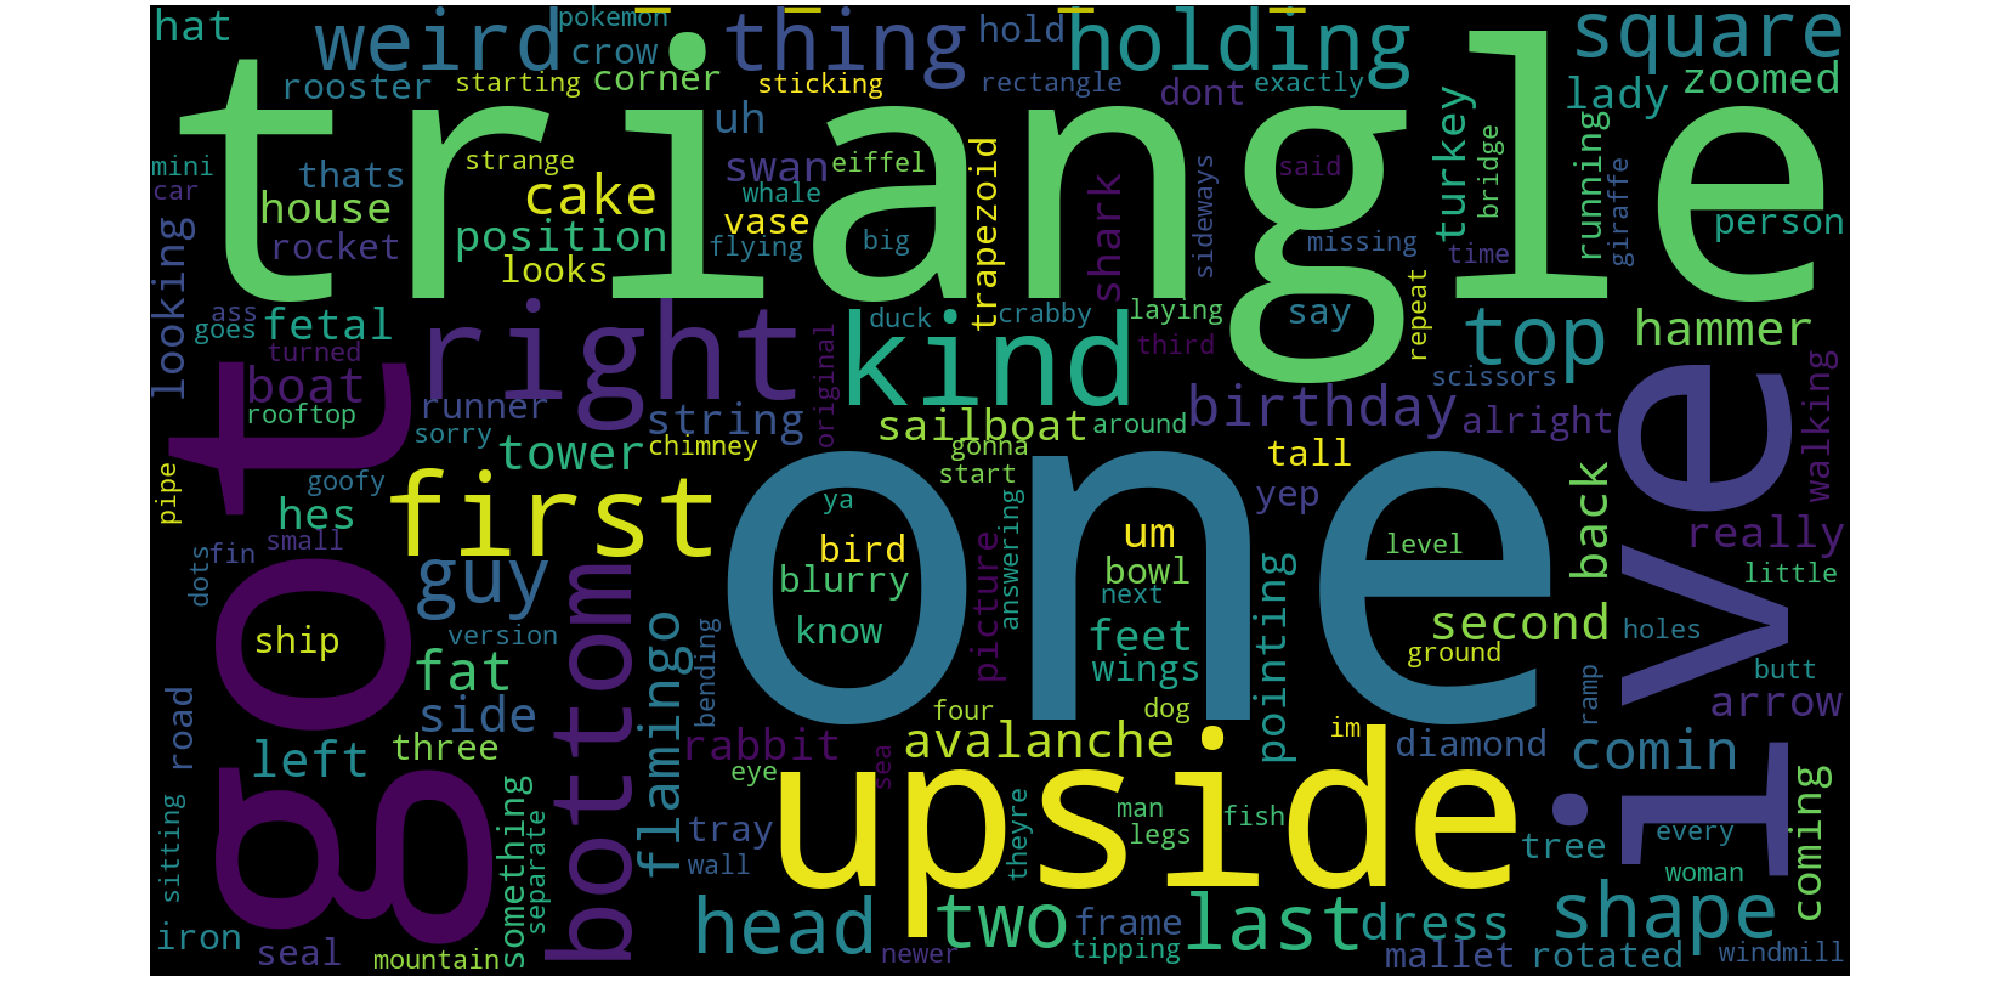 hat
weird
pokemon
crow
thing
hold
holding
square
rooster
starting
corner
sticking
rectangle
dont
exactly
lady
zoomed
triangle
uh
mini
car
thats
strange
cake
swan
whale
eiffel
trapezoid
shark
sideways
said
turkey
bridge
running
giraffe
person
house
rocket
position
vase
flying
big
missing
time
looks
looking
ass
goes
fetal
right
original
duck
kind
crabby
laying
third
say
repeat
top
hammer
turned
boat
rooftop
runner
sorry
string
chimney
sailboat
gonna
around
birthday
scissors
alright
walking
got
tower
start
tall
yep
ive
pipe
goofy
hes
first
ya
bird
one
um
answering
picture
level
back
really
small
fin
dots
guy
blurry
bowl
next
pointing
little
ship
version
know
feet
second
holes
bottom
flamingo
bending
wings
ground
butt
fat
road
side
four
dog
im
ramp
arrow
left
three
rabbit
sea
avalanche
diamond
comin
eye
upside
something
separate
tray
wall
theyre
man
legs
fish
tree
every
coming
sitting
woman
iron
seal
mountain
head
newer
two
frame
tipping
last
dress
mallet
shape
rotated
windmill